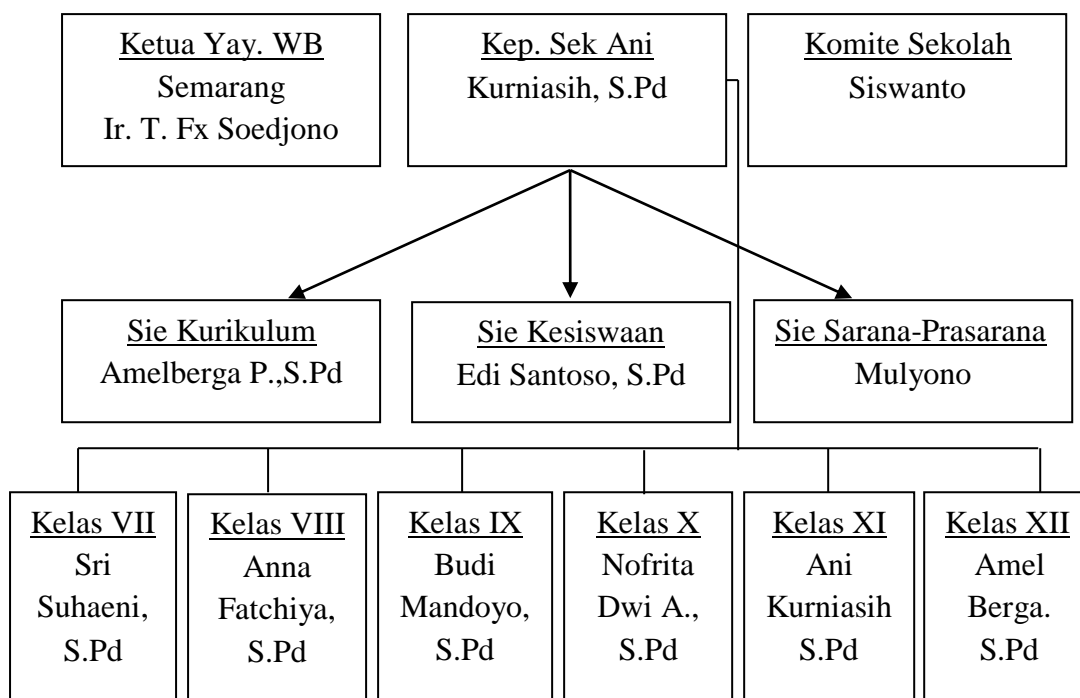 Ketua Yay. WB
Semarang
Ir. T. Fx Soedjono
Kep. Sek Ani
Kurniasih, S.Pd
Komite Sekolah
Siswanto
Sie Kurikulum
Amelberga P.,S.Pd
Sie Kesiswaan
Edi Santoso, S.Pd
Sie Sarana-Prasarana
Mulyono
Kelas VII
Sri
Suhaeni,
S.Pd
Kelas VIII
Anna
Fatchiya,
S.Pd
Kelas IX
Budi
Mandoyo,
S.Pd
Kelas X
Nofrita
Dwi A.,
S.Pd
Kelas XI
Ani
Kurniasih
S.Pd
Kelas XII
Amel
Berga.
S.Pd